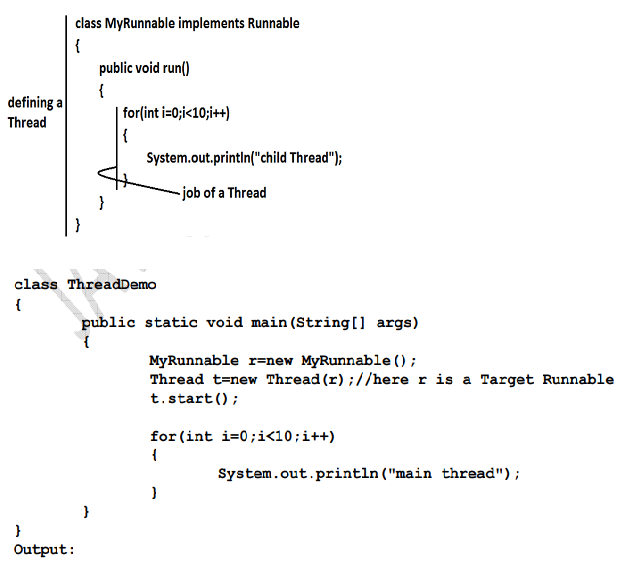 class MyRunnable implements Runnable
{
public void run()
{
defining a
Thread
for(int i=0;i<10;i++)
{
System.out.println("child Thread");
}
job of a Thread
}
}
class ThreadDemo
{
public static void main(String[] args)
{
MyRunnable r=new MyRunnable();
Thread t=new Thread(r);//here r is a Target Runnable
t.start();
for(int i=0;i<10;i++)
{
System.out.println("main thread");
}
}
}
Output: